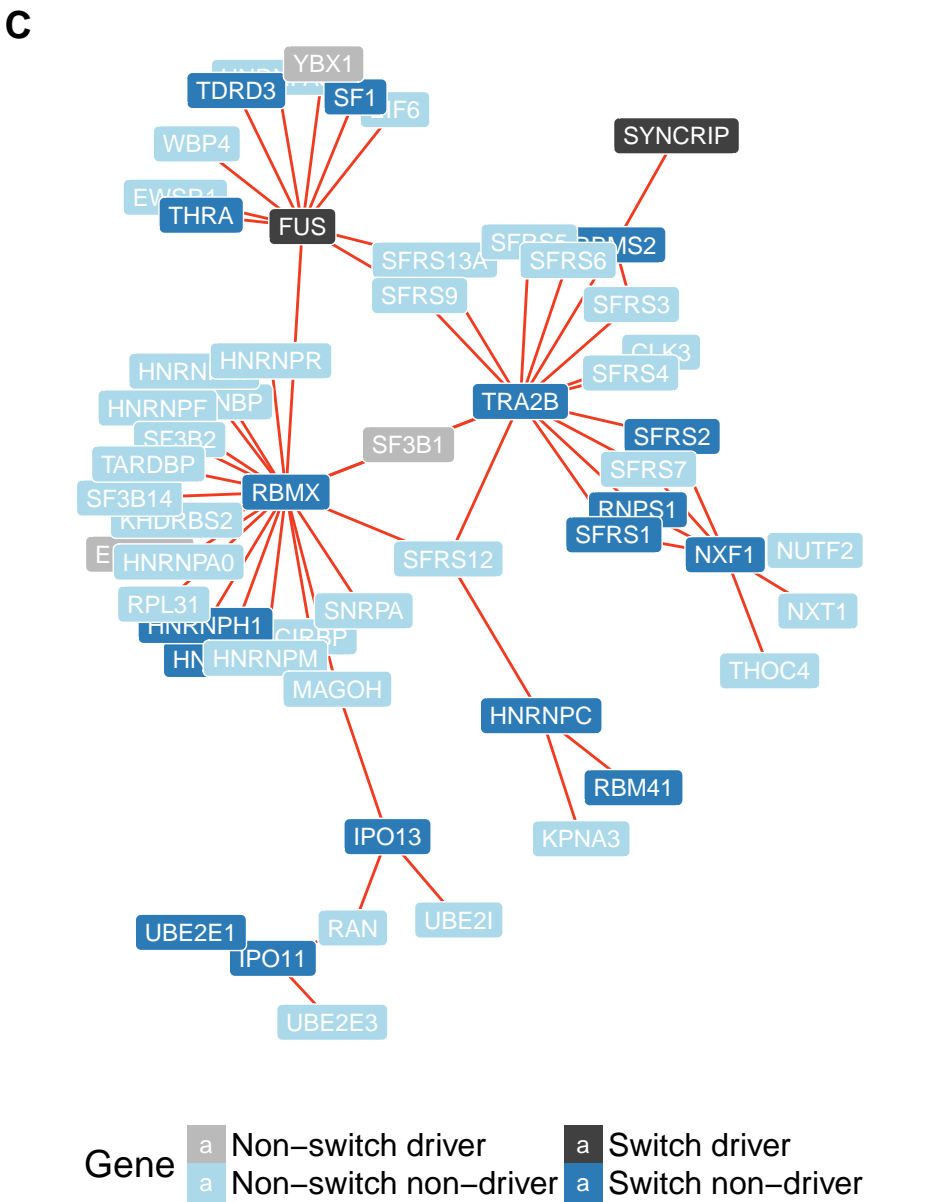 C
YBX1
TDRD3
SF1
SYNCRIP
WBP4
THRA
FUS
SFRS13A
SFRS6
SFRS9
SFRS3
HNRNPR
SFRS4
HNRNPF
TRA2B
SF3B2
SF3B1
SFRS2
TARDBP
SFRS7
RBMX
SF3B14
RNPS1
KHDRBS2
SFRS1
HNRNPA0
SFRS12
NXF1
NUTF2
RPL31
SNRPA
NXT1
HNRNPH1
CIRBP
HNRNPM
THOC4
MAGOH
HNRNPC
RBM41
IPO13
KPNA3
UBE2I
RAN
UBE2E1
IPO11
UBE2E3
Gene
a Non−switch driver
a Switch driver
a Non−switch non−driver
a Switch non−driver